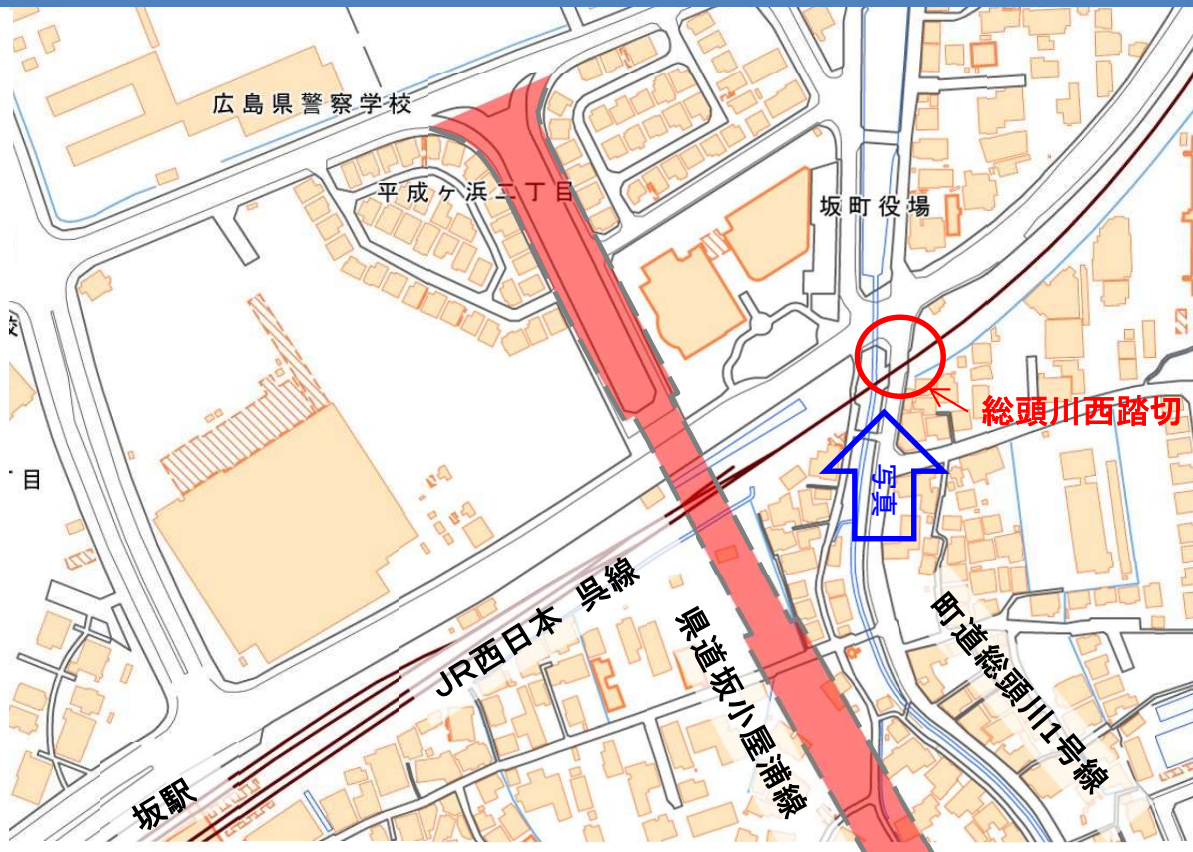 広島県警察学校
平成ヶ浜二丁目
坂町役場
校
総頭川西踏切
目
写真
JR西日本 呉線
県道坂小屋浦線
町道総頭川1号線
坂駅